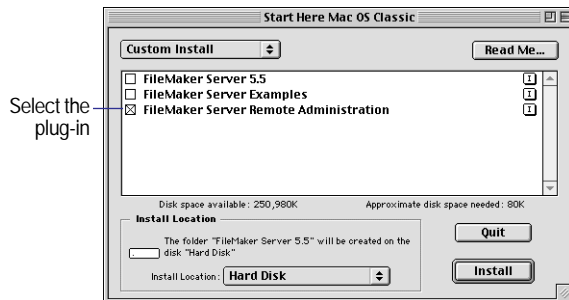 Start Here Mac OS Classic
Custom Install
Read Me...
FileMaker Server 5.5
FileMaker Server Examples
FileMaker Server Remote Administration
Select the
plug-in
Disk space available: 250,980K
Approximate disk space needed: 80K
Install Location
The folder "FileMaker Server 5.5" will be created on the
disk "Hard Disk"
Install Location: Hard Disk
Quit
Install